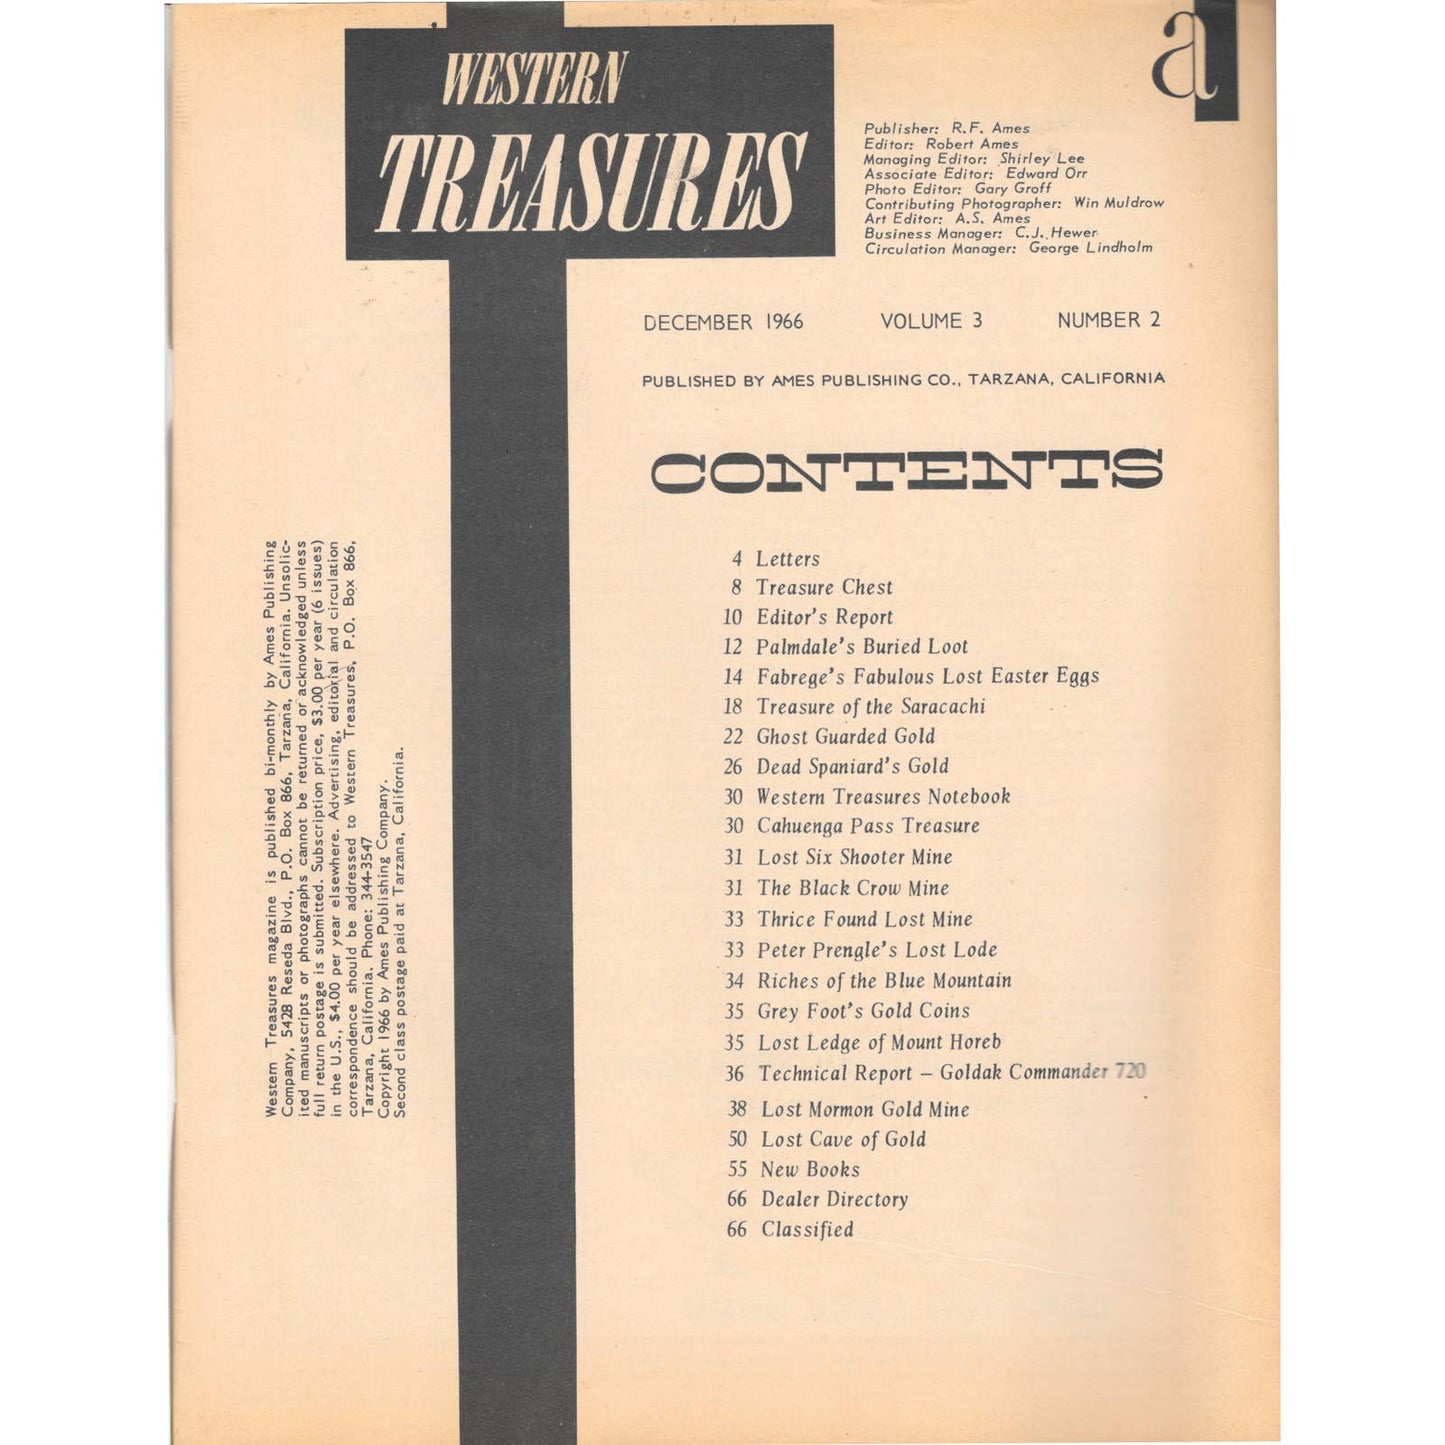 WESTERN
TREASURES
a
Publisher: R.F. Ames
Editor: Robert Ames
Managing Editor: Shirley Lee
Associate Editor: Edward Orr
Photo Editor: Gary Groff
Contributing Photographer: Win Muldrow
Art Editor: A.S. Ames
Business Manager: C.J. Hewer
Circulation Manager: George Lindholm
DECEMBER 1966 VOLUME 3 NUMBER 2
PUBLISHED BY AMES PUBLISHING CO., TARZANA, CALIFORNIA
CONTENTS
4 Letters
8 Treasure Chest
10 Editor's Report
12 Palmdale's Buried Loot
14 Fabrege's Fabulous Lost Easter Eggs
18 Treasure of the Saracachi
22 Ghost Guarded Gold
26 Dead Spaniard's Gold
30 Western Treasures Notebook
30 Cahuenga Pass Treasure
31 Lost Six Shooter Mine
31 The Black Crow Mine
33 Thrice Found Lost Mine
33 Peter Prengle's Lost Lode
34 Riches of the Blue Mountain
35 Grey Foot's Gold Coins
35 Lost Ledge of Mount Horeb
36 Technical Report – Goldak Commander 720
38 Lost Mormon Gold Mine
50 Lost Cave of Gold
55 New Books
66 Dealer Directory
66 Classified
Western Treasures magazine is published bi-monthly by Ames Publishing
Company, 5428 Reseda Blvd., P.O. Box 866, Tarzana, California. Unsolic-
ited manuscripts or photographs cannot be returned or acknowledged unless
full return postage is submitted. Subscription price, $3.00 per year (6 issues)
in the U.S., $4.00 per year elsewhere. Advertising, editorial and circulation
correspondence should be addressed to Western Treasures, P.O. Box 866,
Tarzana, California. Phone: 344-3547
Copyright 1966 by Ames Publishing Company.
Second class postage paid at Tarzana, California.